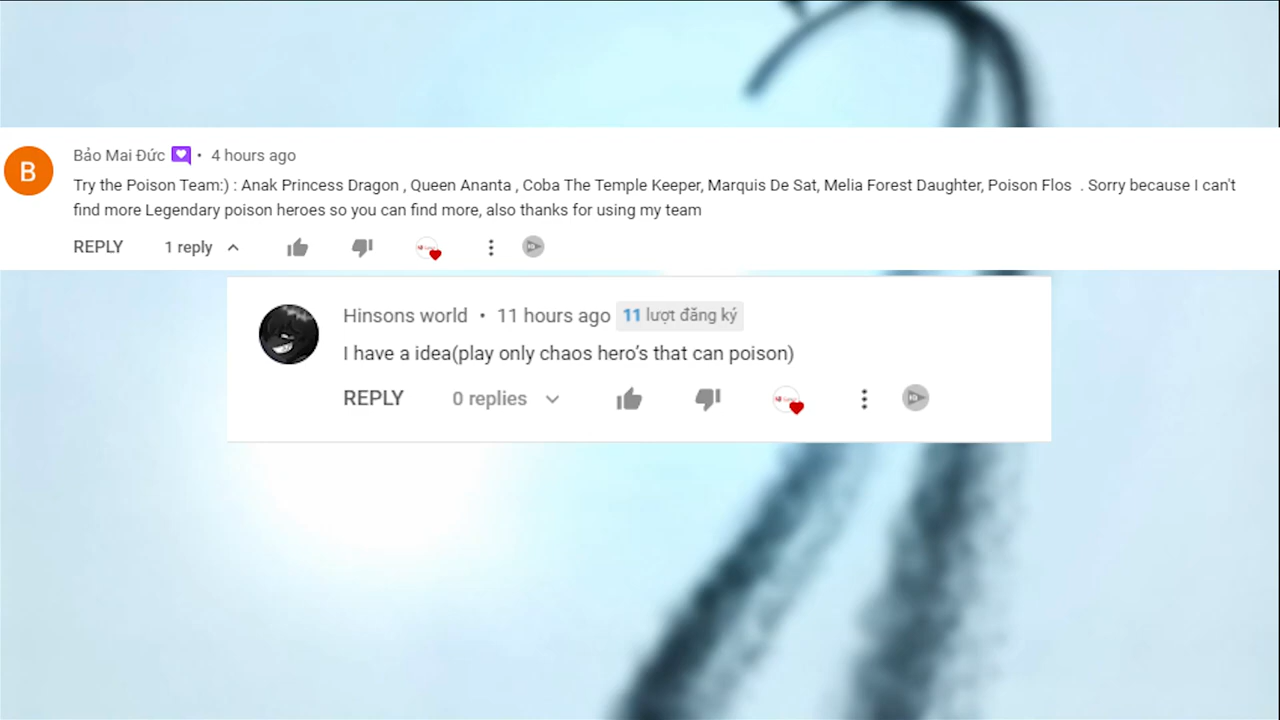 B
Bảo Mai Đức • 4 hours ago
Try the Poison Team:) : Anak Princess Dragon , Queen Ananta , Coba The Temple Keeper, Marquis De Sat, Melia Forest Daughter, Poison Flos . Sorry because I can't
find more Legendary poison heroes so you can find more, also thanks for using my team
REPLY 1 reply
Hinsons world • 11 hours ago 11 lượt đăng ký
I have a idea(play only chaos hero’s that can poison)
REPLY 0 replies